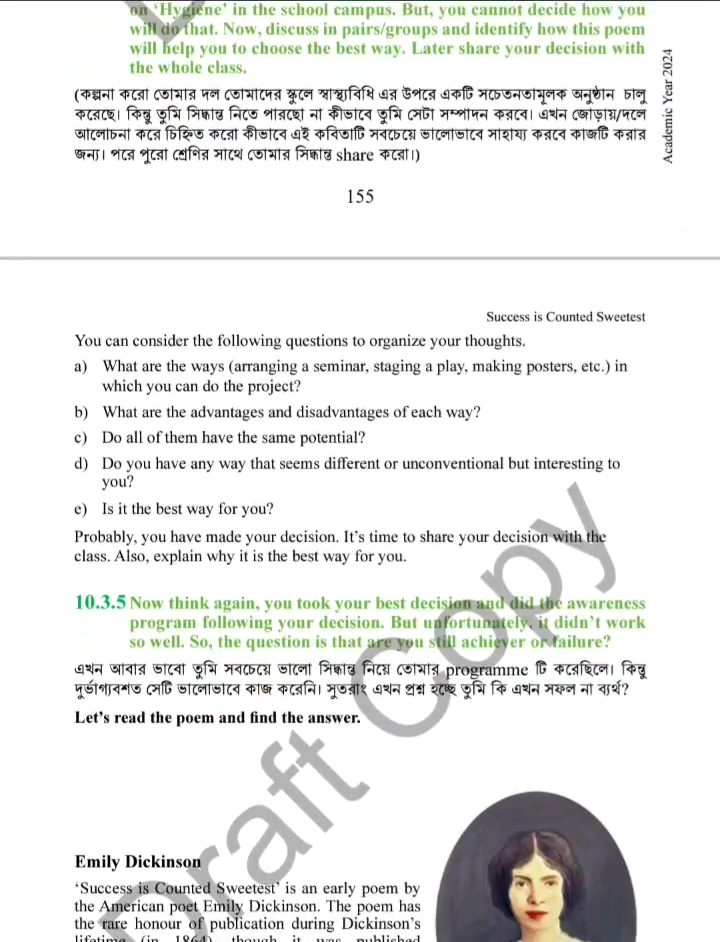 on ‘Hygiene’ in the school campus. But, you cannot decide how you
will do that. Now, discuss in pairs/groups and identify how this poem
will help you to choose the best way. Later share your decision with
the whole class.
(কল্পনা করো তোমার দল তোমাদের স্কুলে স্বাস্থ্যবিধি এর উপরে একটি সচেতনতামূলক অনুষ্ঠান চালু
করেছে। কিন্তু তুমি সিদ্ধান্ত নিতে পারছো না কীভাবে তুমি সেটা সম্পাদন করবে। এখন জোড়ায়/দলে
আলোচনা করে চিহ্নিত করো কীভাবে এই কবিতাটি সবচেয়ে ভালোভাবে সাহায্য করবে কাজটি করার
জন্য। পরে পুরো শ্রেণির সাথে তোমার সিদ্ধান্ত share করো।)
Academic Year 2024
155
Success is Counted Sweetest
You can consider the following questions to organize your thoughts.
a) What are the ways (arranging a seminar, staging a play, making posters, etc.) in
which you can do the project?
b) What are the advantages and disadvantages of each way?
c) Do all of them have the same potential?
d) Do you have any way that seems different or unconventional but interesting to
you?
e) Is it the best way for you?
Probably, you have made your decision. It’s time to share your decision with the
class. Also, explain why it is the best way for you.
10.3.5 Now think again, you took your best decision and did the awareness
program following your decision. But unfortunately, it didn’t work
so well. So, the question is that are you still achiever or failure?
এখন আবার ভাবো তুমি সবচেয়ে ভালো সিদ্ধান্ত নিয়ে তোমার programme টি করেছিলে। কিন্তু
দুর্ভাগ্যবশত সেটি ভালোভাবে কাজ করেনি। সুতরাং এখন প্রশ্ন হচ্ছে তুমি কি এখন সফল না ব্যর্থ?
Let’s read the poem and find the answer.
Emily Dickinson
‘Success is Counted Sweetest’ is an early poem by
the American poet Emily Dickinson. The poem has
the rare honour of publication during Dickinson’s
lifetime (in 1864), though it was published
Draft Copy